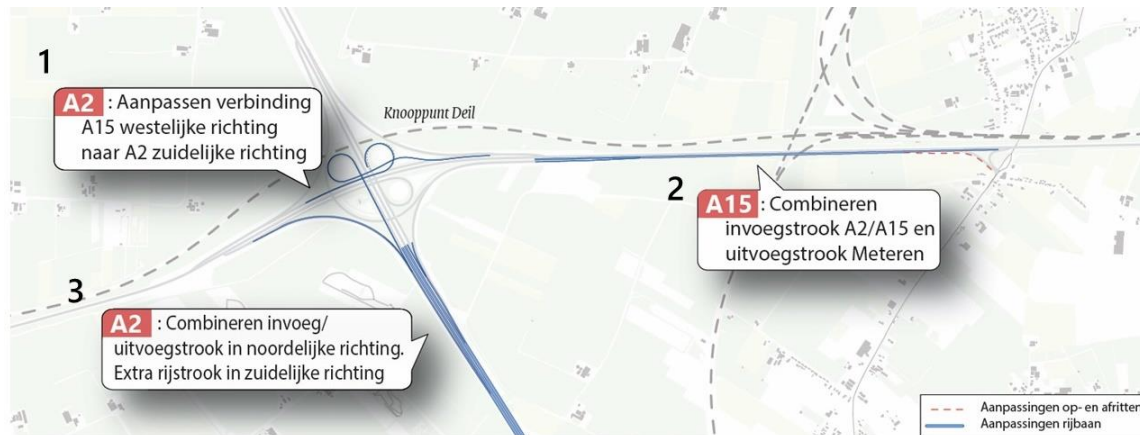 1
A2 : Aanpassen verbinding
A15 westelijke richting
naar A2 zuidelijke richting
Knooppunt Deil
2
A15 : Combineren
invoegstrook A2/A15 en
uitvoegstrook Meteren
3
A2 : Combineren invoeg/
uitvoegstrook in noordelijke richting.
Extra rijstrook in zuidelijke richting
Aanpassingen op- en afritten
Aanpassingen rijbaan